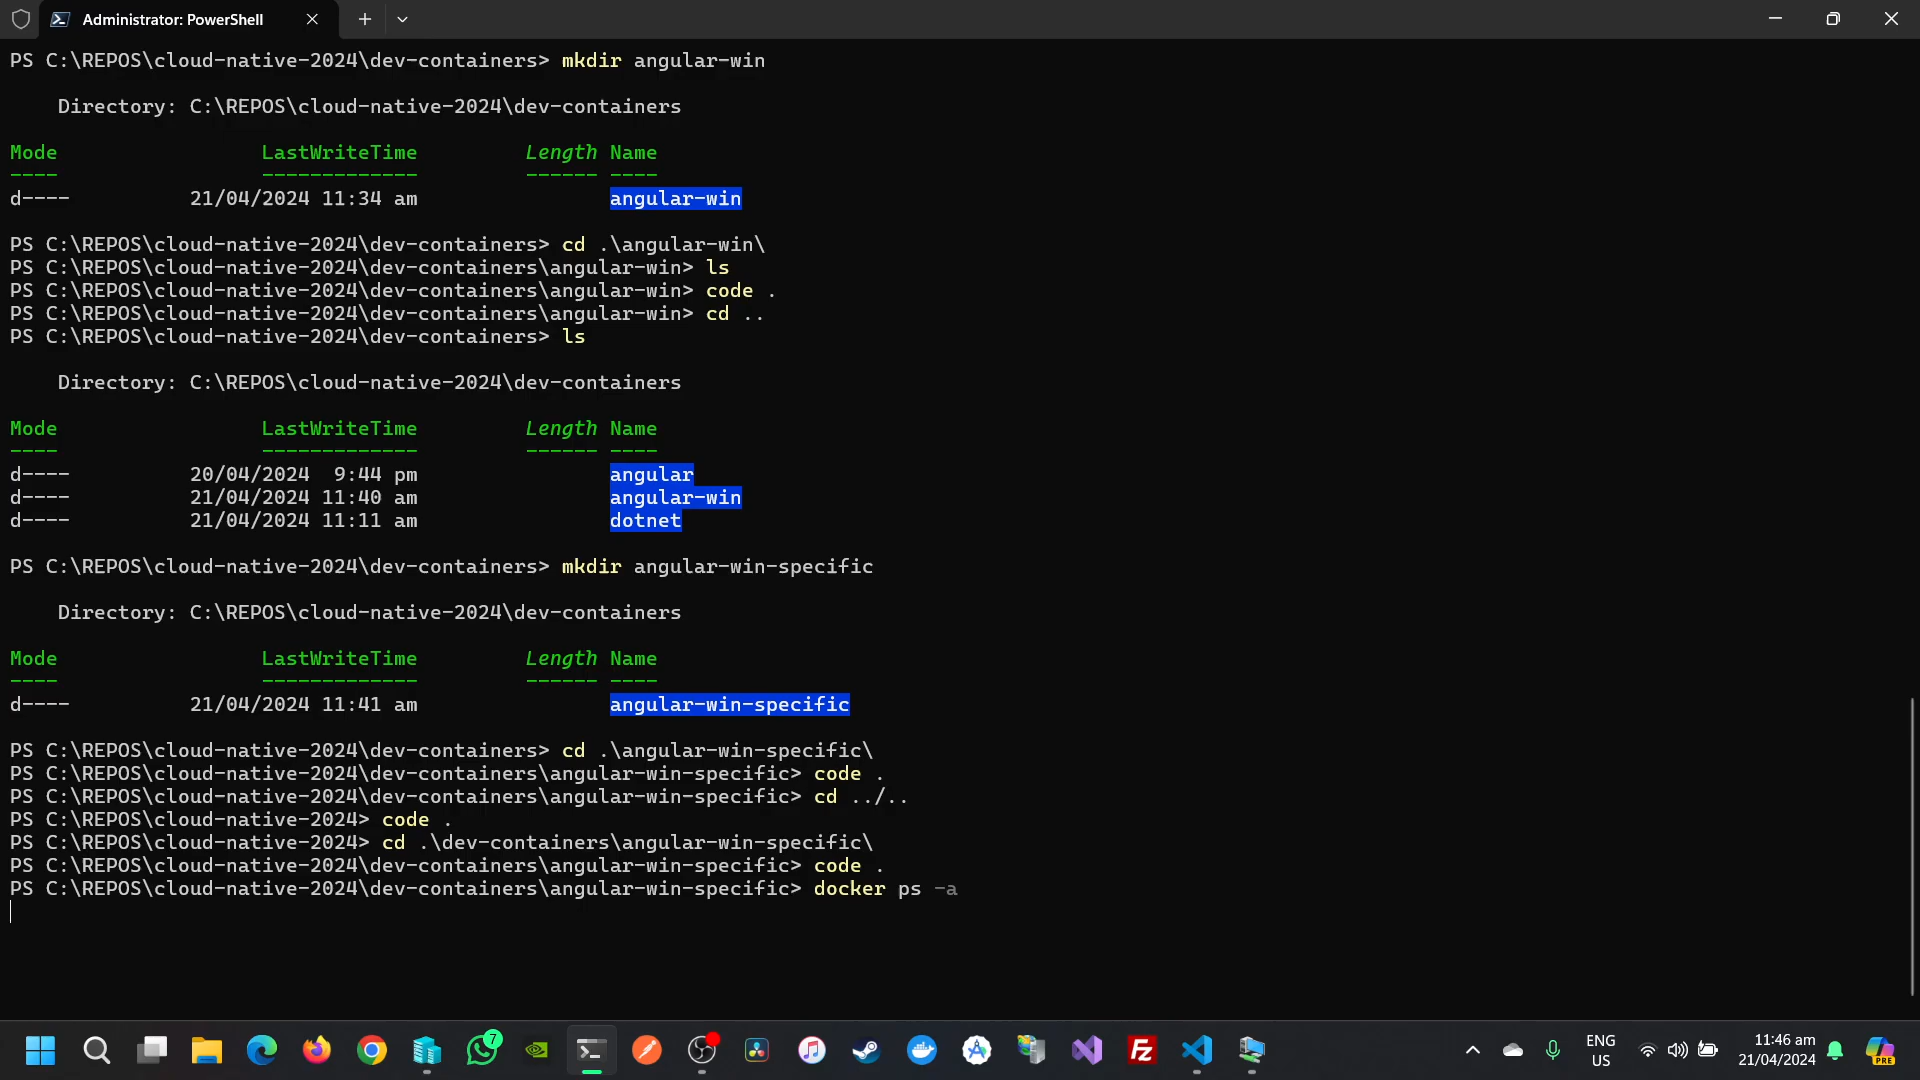 Administrator: PowerShell
PS C:\REPOS\cloud-native-2024\dev-containers> mkdir angular-win
Directory: C:\REPOS\cloud-native-2024\dev-containers
Mode LastWriteTime Length Name
---- ------------- ------ ----
d---- 21/04/2024 11:34 am angular-win
PS C:\REPOS\cloud-native-2024\dev-containers> cd .\angular-win\
PS C:\REPOS\cloud-native-2024\dev-containers\angular-win> ls
PS C:\REPOS\cloud-native-2024\dev-containers\angular-win> code .
PS C:\REPOS\cloud-native-2024\dev-containers\angular-win> cd ..
PS C:\REPOS\cloud-native-2024\dev-containers> ls
Directory: C:\REPOS\cloud-native-2024\dev-containers
Mode LastWriteTime Length Name
---- ------------- ------ ----
d---- 20/04/2024 9:44 pm angular
d---- 21/04/2024 11:40 am angular-win
d---- 21/04/2024 11:11 am dotnet
PS C:\REPOS\cloud-native-2024\dev-containers> mkdir angular-win-specific
Directory: C:\REPOS\cloud-native-2024\dev-containers
Mode LastWriteTime Length Name
---- ------------- ------ ----
d---- 21/04/2024 11:41 am angular-win-specific
PS C:\REPOS\cloud-native-2024\dev-containers> cd .\angular-win-specific\
PS C:\REPOS\cloud-native-2024\dev-containers\angular-win-specific> code .
PS C:\REPOS\cloud-native-2024\dev-containers\angular-win-specific> cd ../..
PS C:\REPOS\cloud-native-2024> code .
PS C:\REPOS\cloud-native-2024> cd .\dev-containers\angular-win-specific\
PS C:\REPOS\cloud-native-2024\dev-containers\angular-win-specific> code .
PS C:\REPOS\cloud-native-2024\dev-containers\angular-win-specific> docker ps -a
7
Fz
ENG
US
11:46 am
21/04/2024
PRE